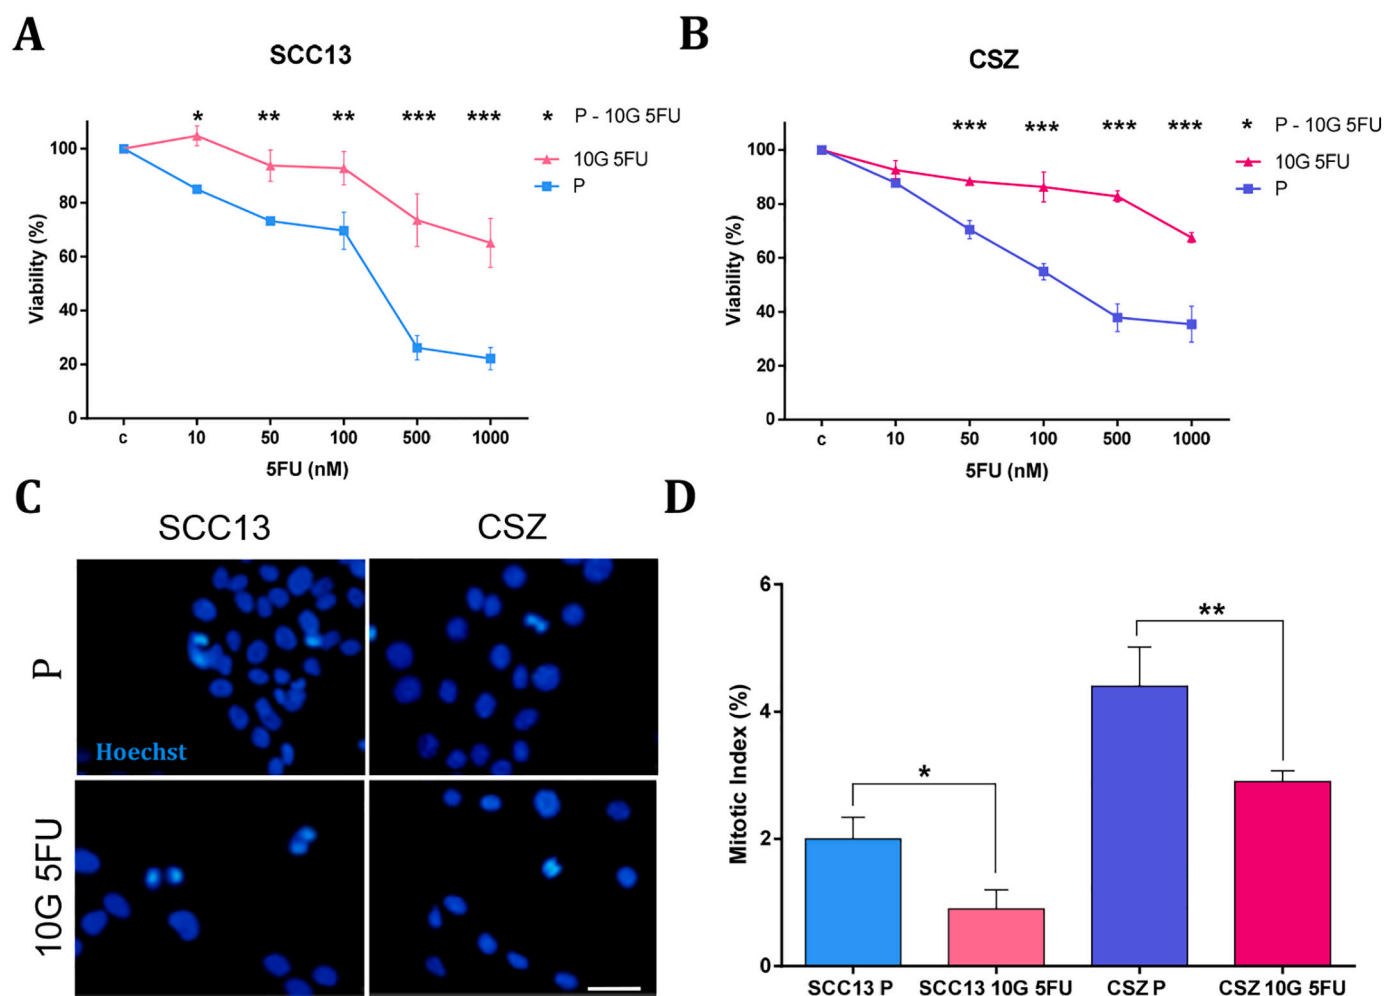 A
SCC13
* ** ** *** *** * P - 10G 5FU
10G 5FU
P
Viability (%)
100
80
60
40
20
0
c 10 50 100 500 1000
5FU (nM)
B
CSZ
*** *** *** *** * P - 10G 5FU
10G 5FU
P
Viability (%)
100
80
60
40
20
0
c 10 50 100 500 1000
5FU (nM)
C
SCC13 CSZ
P
Hoechst
10G 5FU
D
Mitotic Index (%)
6
4
2
0
*
**
SCC13 P SCC13 10G 5FU CSZ P CSZ 10G 5FU